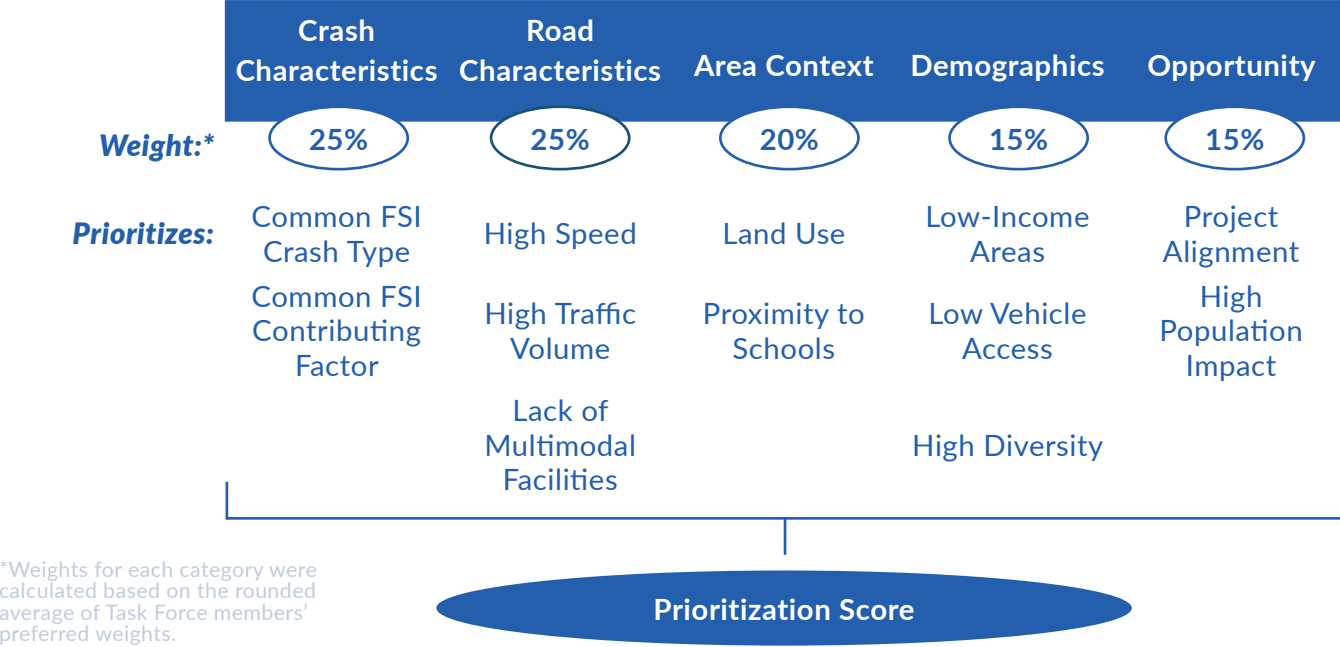 Crash
Characteristics
Road
Characteristics
Area Context
Demographics
Opportunity
Weight:*
25%
25%
20%
15%
15%
Prioritizes:
Common FSI
Crash Type
High Speed
Land Use
Low-Income
Areas
Project
Alignment
Common FSI
Contributing
Factor
High Traffic
Volume
Proximity to
Schools
Low Vehicle
Access
High
Population
Impact
Lack of
Multimodal
Facilities
High Diversity
*Weights for each category were
calculated based on the rounded
average of Task Force members’
preferred weights.
Prioritization Score